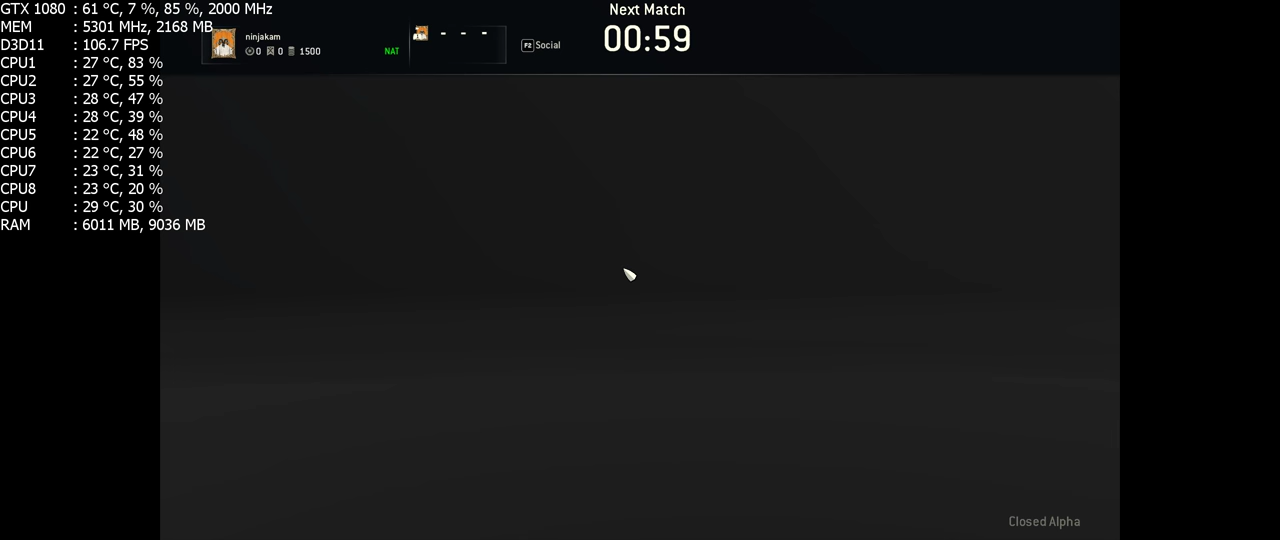 GTX 1080 : 61 °C, 7 %, 85 %, 2000 MHz
MEM : 5301 MHz, 2168 MB
D3D11 : 106.7 FPS
CPU1 : 27 °C, 83 %
CPU2 : 27 °C, 55 %
CPU3 : 28 °C, 47 %
CPU4 : 28 °C, 39 %
CPU5 : 22 °C, 48 %
CPU6 : 22 °C, 27 %
CPU7 : 23 °C, 31 %
CPU8 : 23 °C, 20 %
CPU : 29 °C, 30 %
RAM : 6011 MB, 9036 MB
ninjakam
0 0 1500
NAT
- - -
F2 Social
Next Match
00:59
Closed Alpha